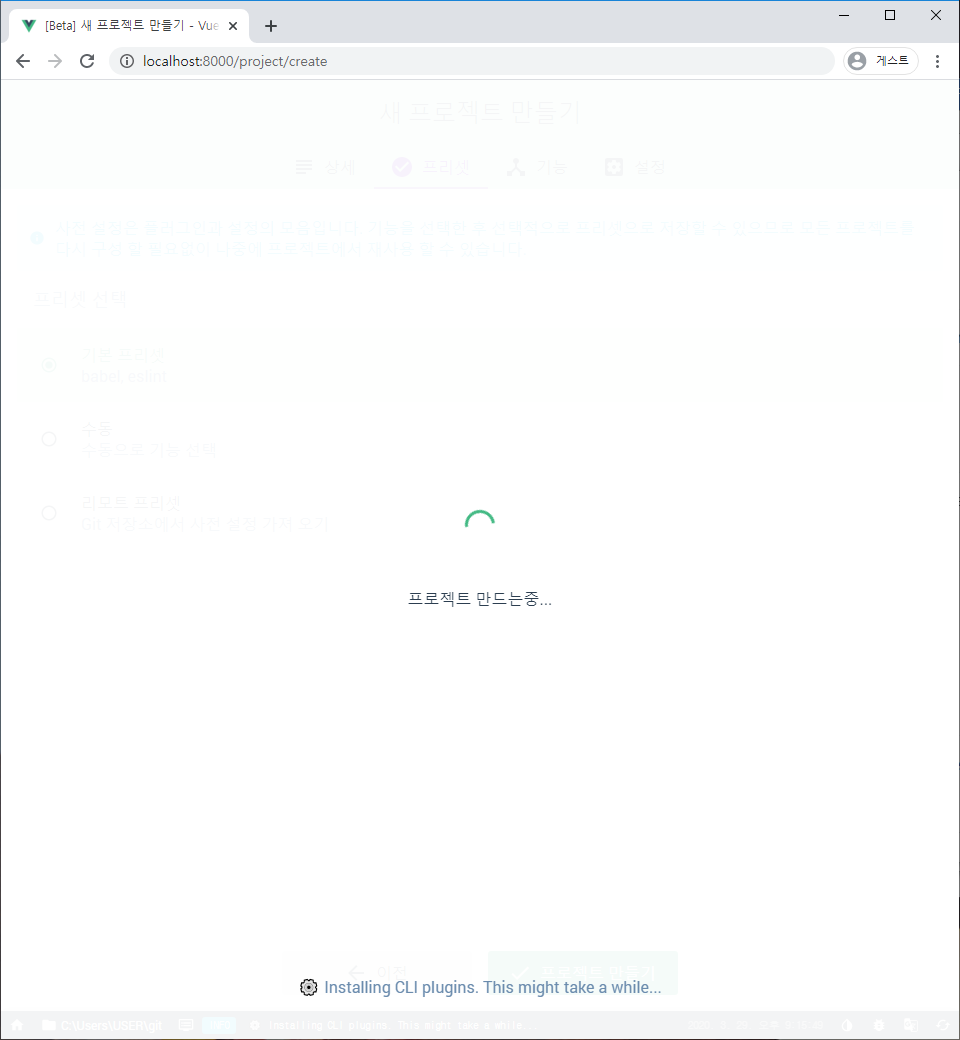 [Beta] 새 프로젝트 만들기 - Vue
localhost:8000/project/create
게스트
새 프로젝트 만들기
상세
프리셋
기능
설정
프리셋 선택
기본 프리셋
babel, eslint
수동
수동으로 기능 선택
리모트 프리셋
Git 저장소에서 사전 설정 가져 오기
프로젝트 만드는중...
이전
프로젝트 만들기
Installing CLI plugins. This might take a while...
C:\Users\USER\git
Installing CLI plugins. This might take a while...